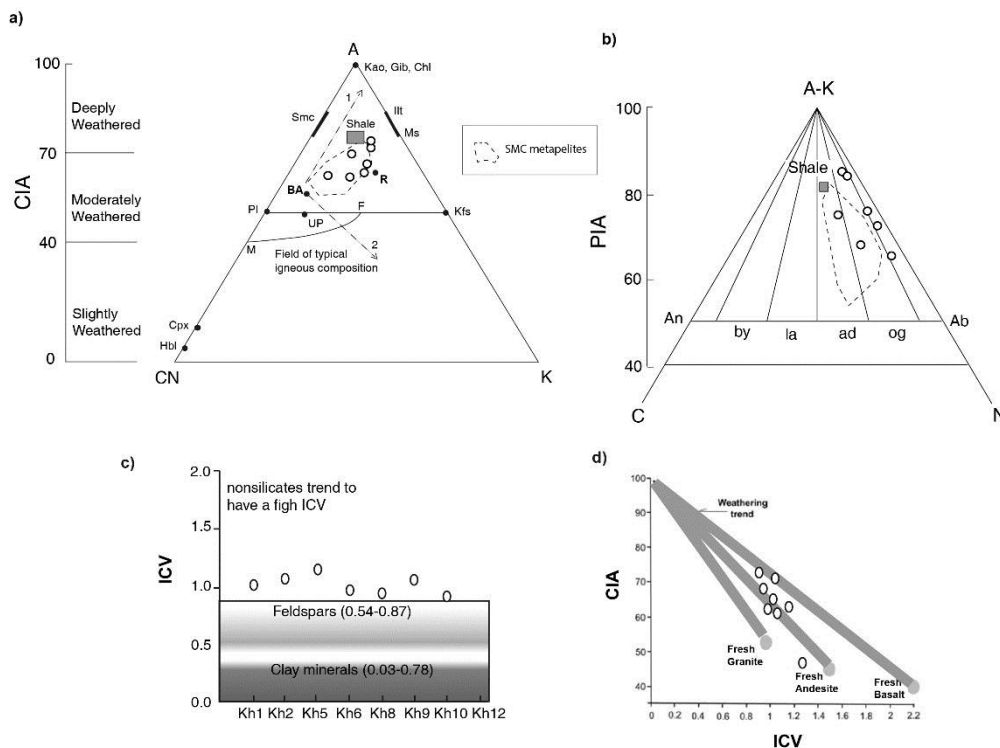 a)
A
100
Kao, Gib, Chl
Deeply
Weathered
1
Smc
Illt
Shale
Ms
70
CIA
BA
R
Moderately
Weathered
Pl
F
Kfs
UP
40
M
2
Field of typical
igneous composition
Slightly
Weathered
Cpx
Hbl
0
CN
K
SMC metapelites
b)
A-K
100
Shale
80
PIA
60
An
Ab
by
la
ad
og
40
C
N
c)
2.0
nonsilicates trend to
have a figh ICV
1.5
ICV
1.0
Feldspars (0.54-0.87)
0.5
Clay minerals (0.03-0.78)
0.0
Kh1 Kh2 Kh5 Kh6 Kh8 Kh9 Kh10 Kh12
d)
100
Weathering
trend
90
80
CIA
70
60
50
40
Fresh
Granite
Fresh
Andesite
Fresh
Basalt
0 0.2 0.4 0.6 0.8 1 1.2 1.4 1.6 1.8 2 2.2
ICV